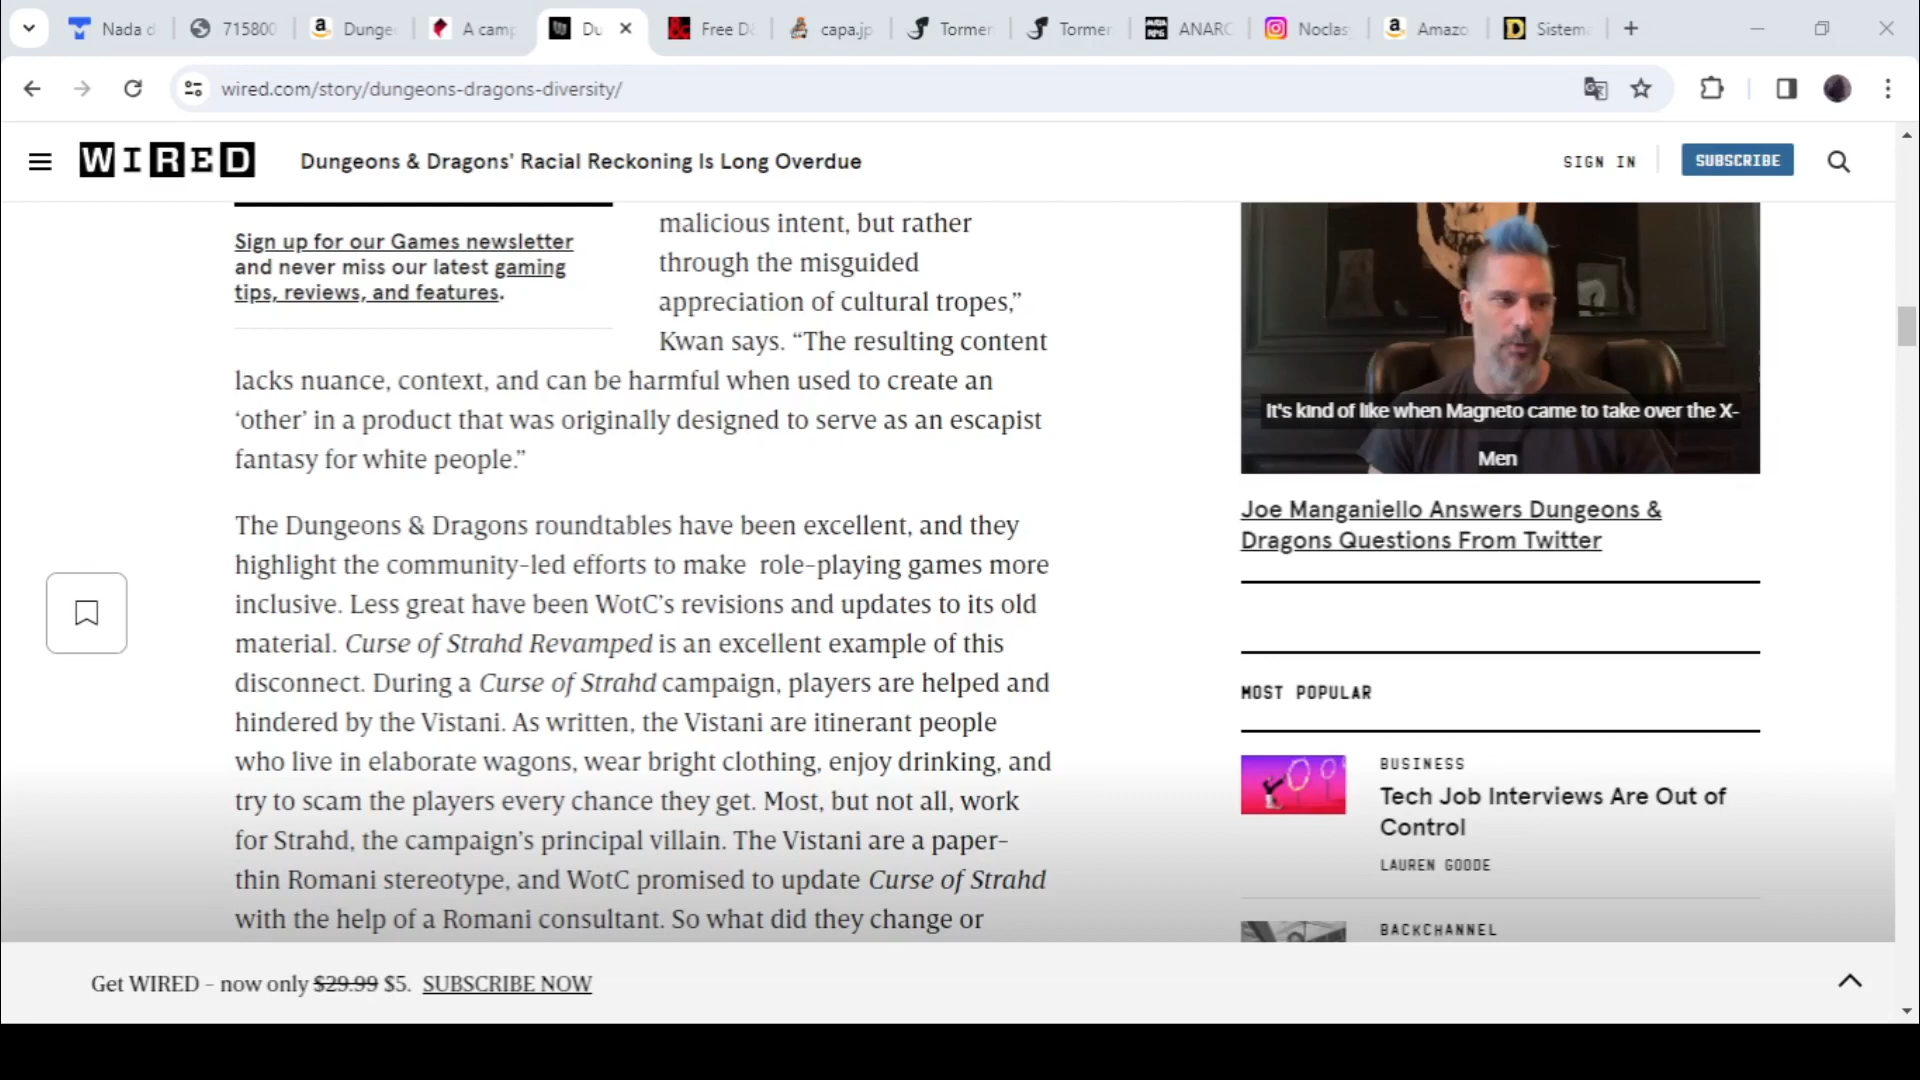 Nada d
715800
Dunge
A camp
Du
Free D&
capa.jp
Tormen
Tormer
ANARC
Noclas
Amazo
Sistem
wired.com/story/dungeons-dragons-diversity/
WIRED
Dungeons & Dragons' Racial Reckoning Is Long Overdue
SIGN IN
SUBSCRIBE
Sign up for our Games newsletter
and never miss our latest gaming
tips, reviews, and features.
malicious intent, but rather
through the misguided
appreciation of cultural tropes,”
Kwan says. “The resulting content
lacks nuance, context, and can be harmful when used to create an
‘other’ in a product that was originally designed to serve as an escapist
fantasy for white people.”
The Dungeons & Dragons roundtables have been excellent, and they
highlight the community-led efforts to make role-playing games more
inclusive. Less great have been WotC’s revisions and updates to its old
material. Curse of Strahd Revamped is an excellent example of this
disconnect. During a Curse of Strahd campaign, players are helped and
hindered by the Vistani. As written, the Vistani are itinerant people
who live in elaborate wagons, wear bright clothing, enjoy drinking, and
try to scam the players every chance they get. Most, but not all, work
for Strahd, the campaign’s principal villain. The Vistani are a paper-
thin Romani stereotype, and WotC promised to update Curse of Strahd
with the help of a Romani consultant. So what did they change or
It's kind of like when Magneto came to take over the X-
Men
Joe Manganiello Answers Dungeons &
Dragons Questions From Twitter
MOST POPULAR
BUSINESS
Tech Job Interviews Are Out of
Control
LAUREN GOODE
BACKCHANNEL
Get WIRED - now only $29.99 $5. SUBSCRIBE NOW